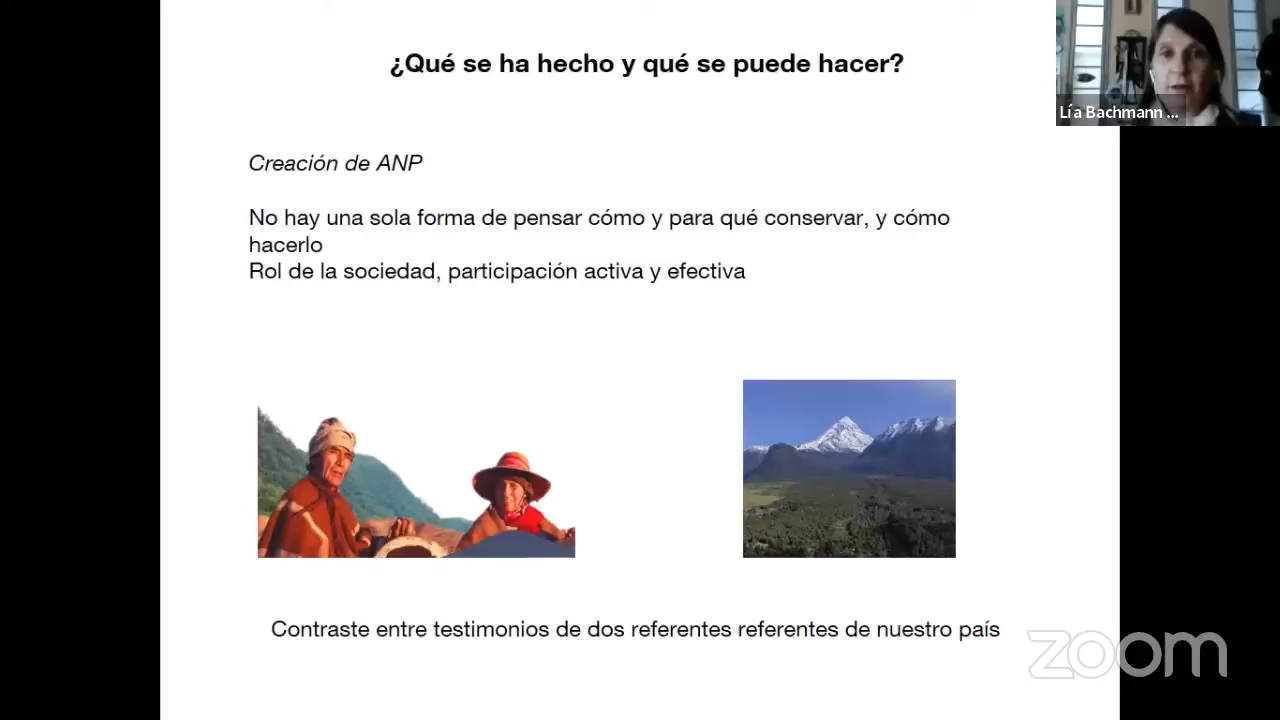 ¿Qué se ha hecho y qué se puede hacer?
Lía Bachmann ...
Creación de ANP
No hay una sola forma de pensar cómo y para qué conservar, y cómo
hacerlo
Rol de la sociedad, participación activa y efectiva
Contraste entre testimonios de dos referentes referentes de nuestro país
zoom